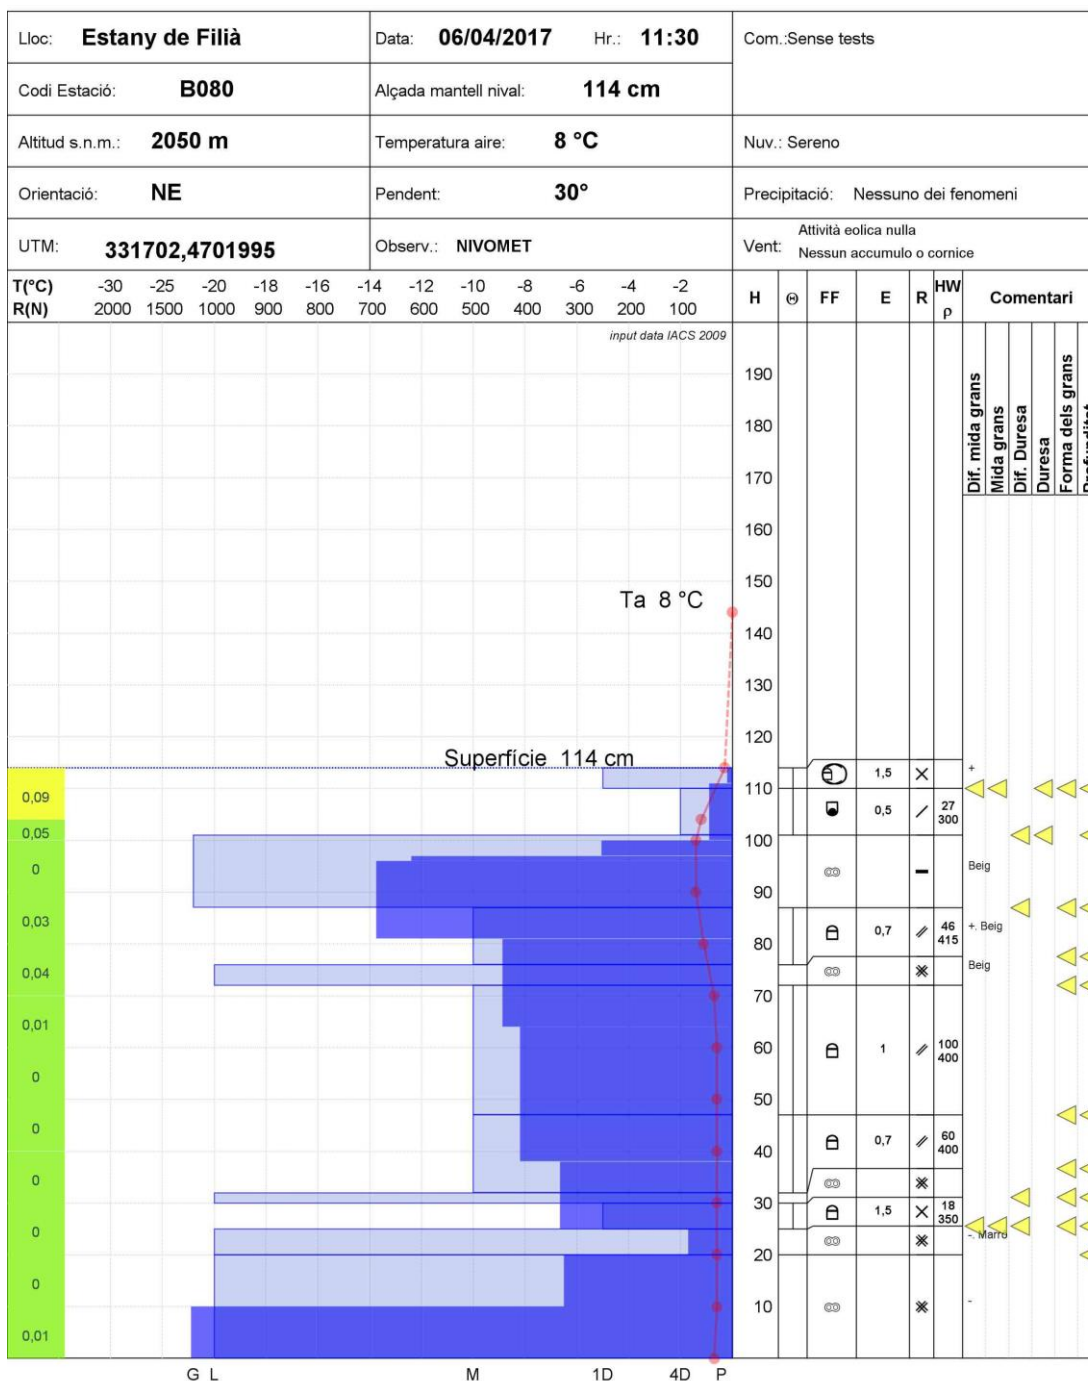 Lloc: Estany de Filià
Data: 06/04/2017 Hr.: 11:30
Com.:Sense tests
Codi Estació: B080
Alçada mantell nival: 114 cm
Altitud s.n.m.: 2050 m
Temperatura aire: 8 °C
Nuv.: Sereno
Orientació: NE
Pendent: 30°
Precipitació: Nessuno dei fenomeni
UTM: 331702,4701995
Observ.: NIVOMET
Vent: Attività eolica nulla
Nessun accumulo o cornice
T(°C) -30 -25 -20 -18 -16 -14 -12 -10 -8 -6 -4 -2
R(N) 2000 1500 1000 900 800 700 600 500 400 300 200 100
H FF E R HW ρ Comentari
input data IACS 2009
Dif. mida grans
Mida grans
Dif. Duresa
Duresa
Forma dels grans
190
180
170
160
150
Ta 8 °C
140
130
120
Superfície 114 cm
1,5 +
110
0,09
0,5 27
300
0,05
100
0
Beig
90
0,03
0,7 46
415
+. Beig
80
0,04
Beig
70
0,01
60
1 100
400
0
50
0
40
0,7 60
400
0
30
1,5 18
350
0
-. Marró
20
0
10
-
0,01
G L M 1D 4D P